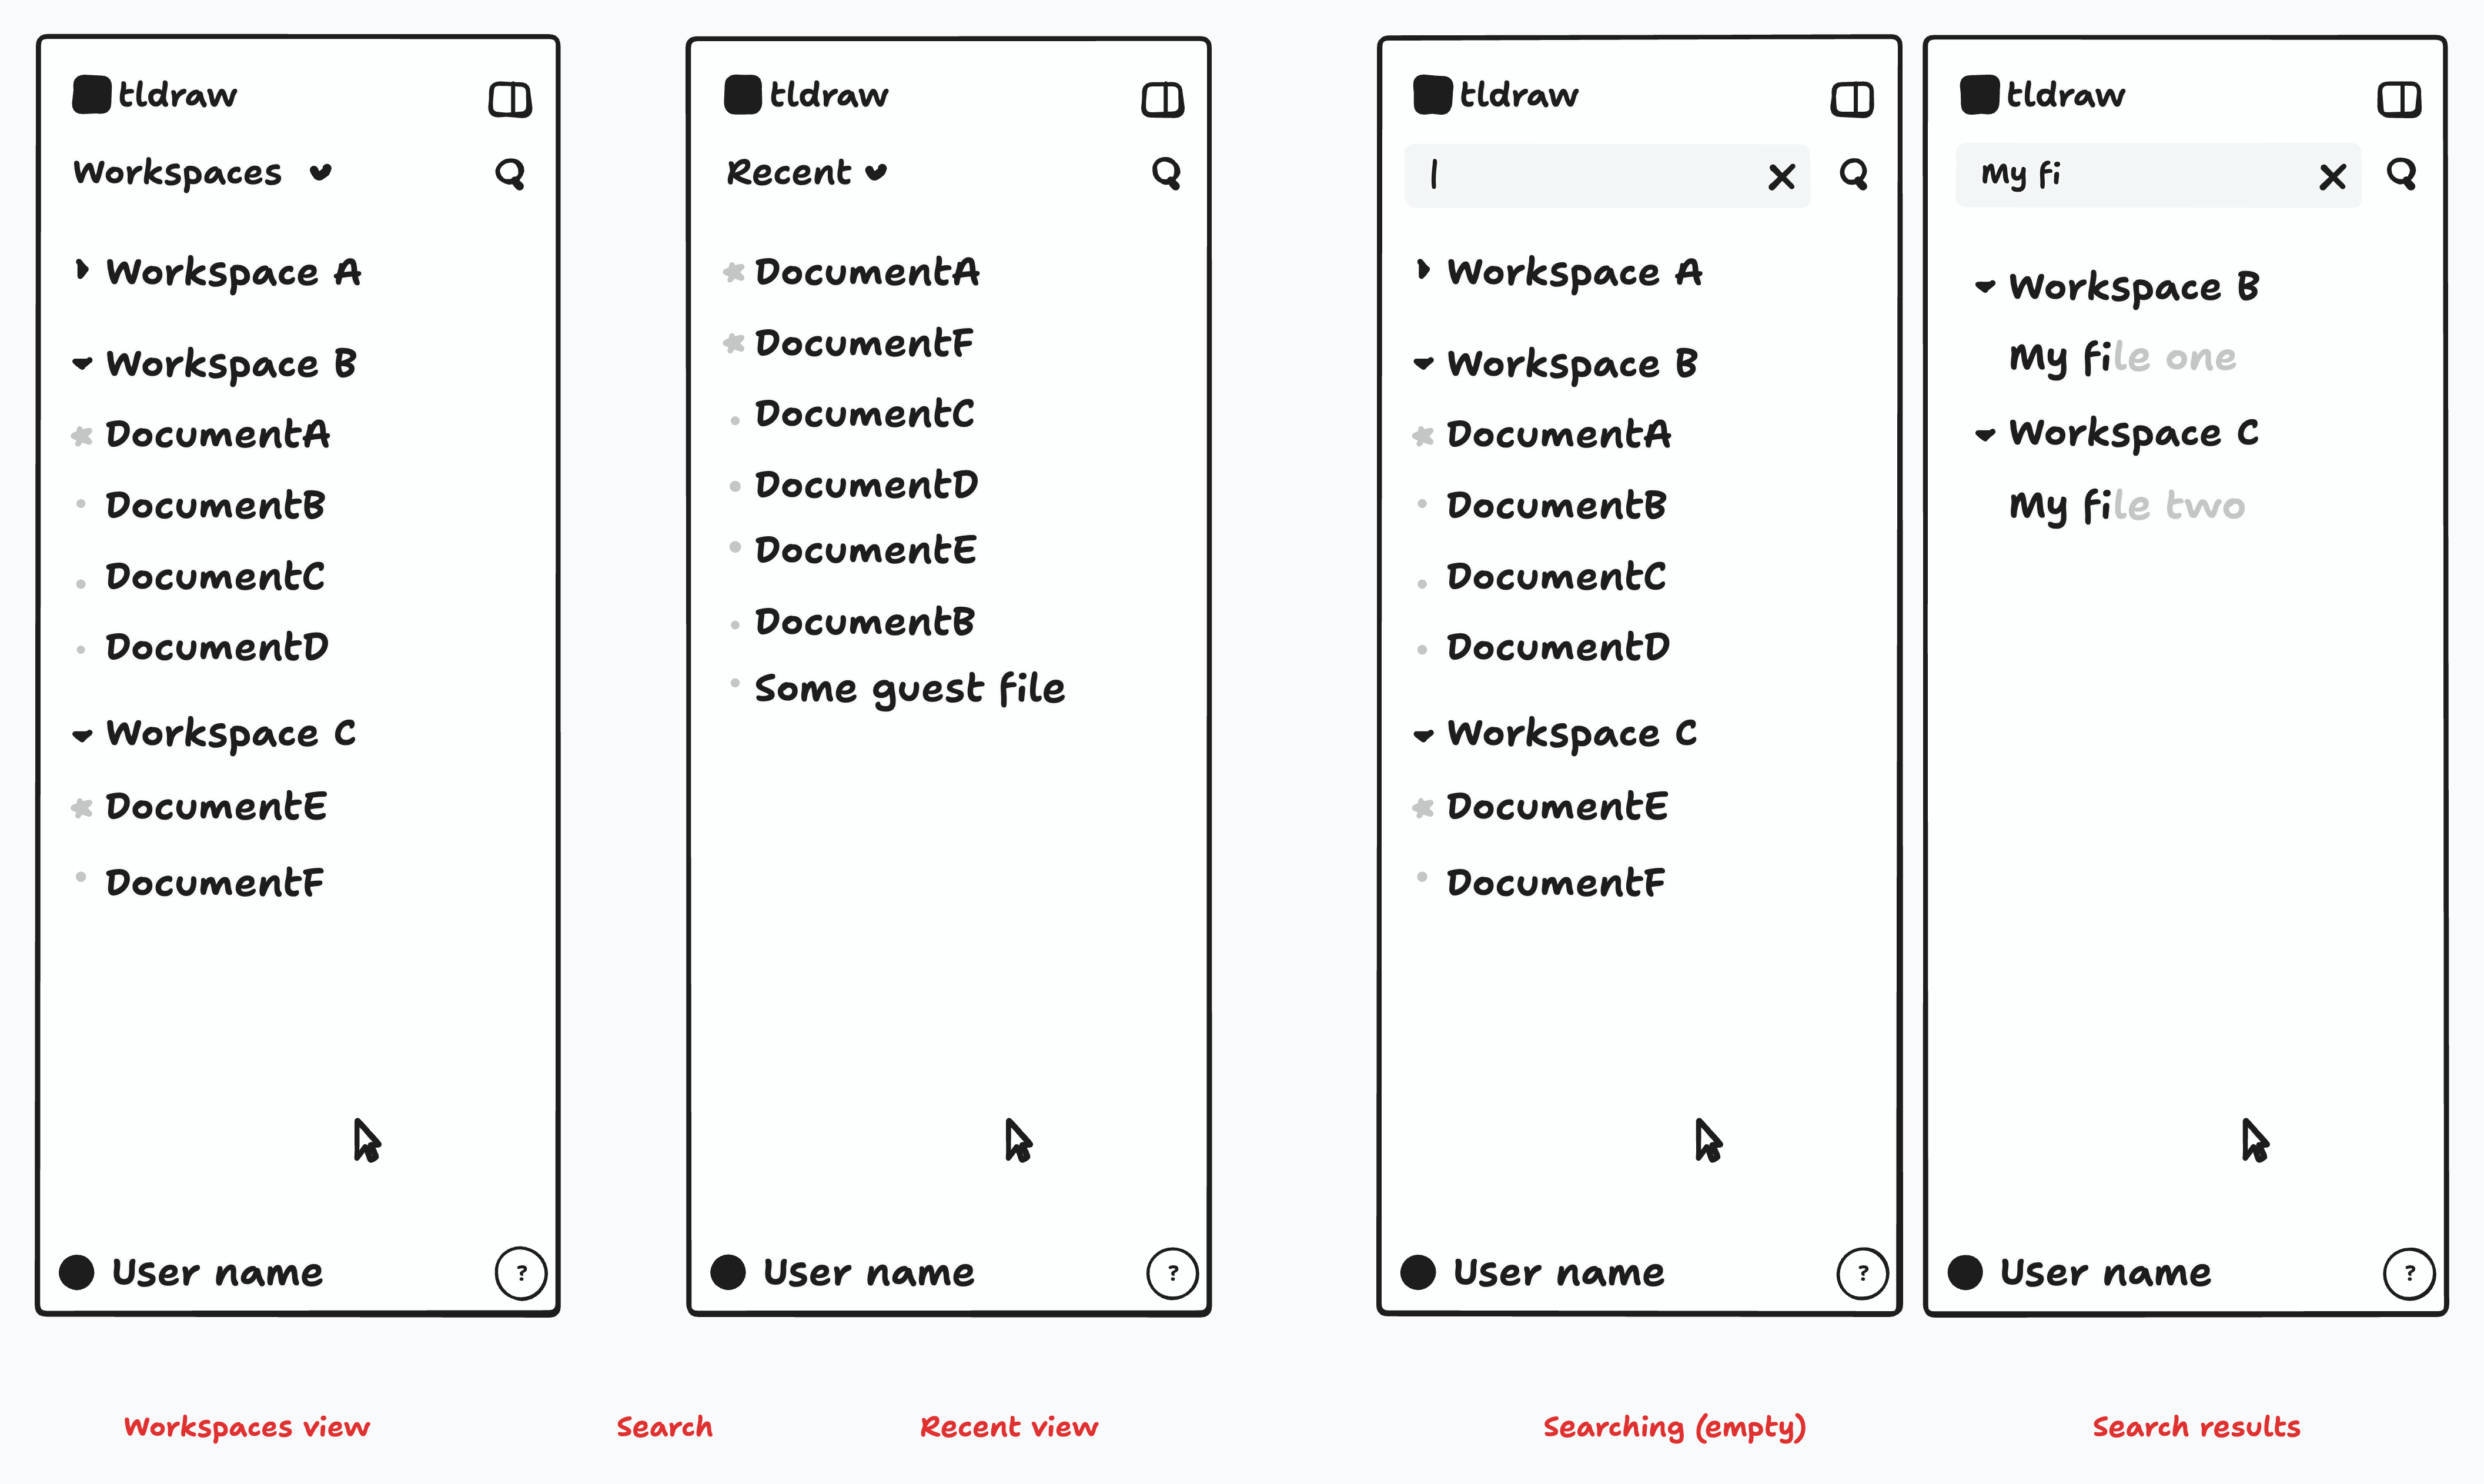 tldraw
Workspaces
Workspace A
Workspace B
DocumentA
DocumentB
DocumentC
DocumentD
Workspace C
DocumentE
DocumentF
User name
?
tldraw
Recent
DocumentA
DocumentF
DocumentC
DocumentD
DocumentE
DocumentB
Some guest file
User name
?
tldraw
Workspace A
Workspace B
DocumentA
DocumentB
DocumentC
DocumentD
Workspace C
DocumentE
DocumentF
User name
?
tldraw
My fi
Workspace B
My file one
Workspace C
My file two
User name
?
Workspaces view
Search
Recent view
Searching (empty)
Search results